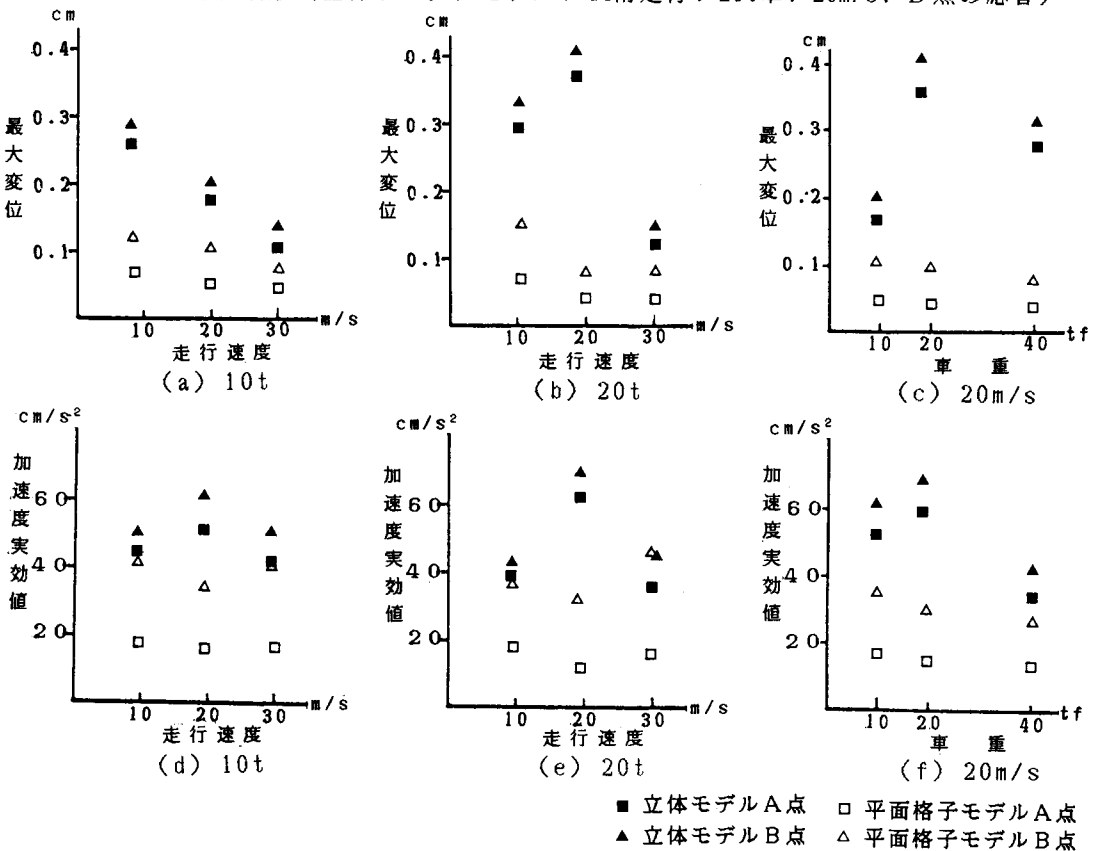 cm
0.4
0.3
0.2
0.1
最大変位
10 20 30 m/s
走行速度
(a) 10t
cm
0.4
0.3
0.2
0.1
最大変位
10 20 30 m/s
走行速度
(b) 20t
cm
0.4
0.3
0.2
0.1
最大変位
10 20 40 tf
車 重
(c) 20m/s
cm/s²
60
40
20
加速度実効値
10 20 30 m/s
走行速度
(d) 10t
cm/s²
60
40
20
加速度実効値
10 20 30 m/s
走行速度
(e) 20t
cm/s²
60
40
20
加速度実効値
10 20 40 tf
車 重
(f) 20m/s
■ 立体モデルA点 □ 平面格子モデルA点
▲ 立体モデルB点 △ 平面格子モデルB点